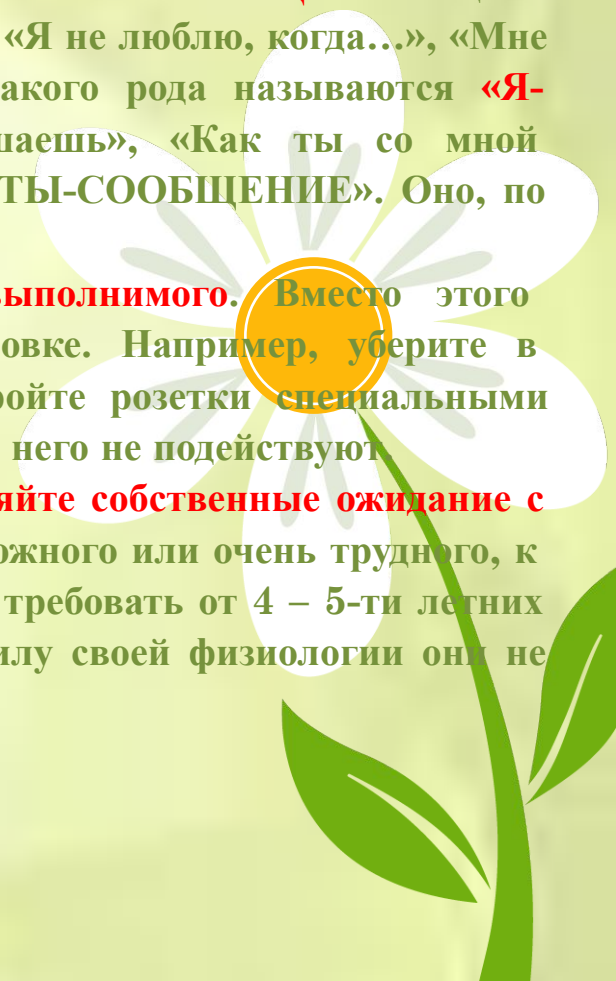 «Я не люблю, когда…», «Мне
акого рода называются «Я-
шаешь», «Как ты со мной
ТЫ-СООБЩЕНИЕ». Оно, по
выполнимого. Вместо этого
овке. Например, уберите в
ройте розетки специальными
него не подействуют.
яйте собственные ожидание с
ожного или очень трудного, к
требовать от 4 – 5-ти летних
илу своей физиологии они не